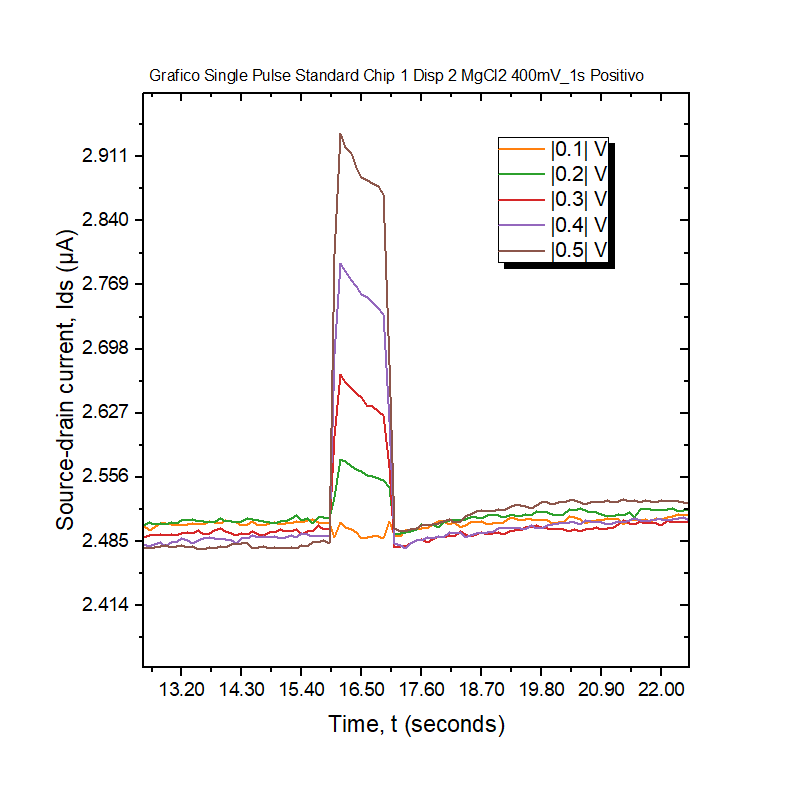 Grafico Single Pulse Standard Chip 1 Disp 2 MgCl2 400mV_1s Positivo
|0.1| V
|0.2| V
|0.3| V
|0.4| V
|0.5| V
Source-drain current, Ids (µA)
2.911
2.840
2.769
2.698
2.627
2.556
2.485
2.414
13.20 14.30 15.40 16.50 17.60 18.70 19.80 20.90 22.00
Time, t (seconds)